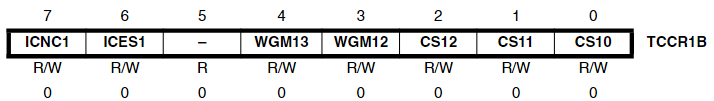 7 6 5 4 3 2 1 0
ICNC1 ICES1 – WGM13 WGM12 CS12 CS11 CS10 TCCR1B
R/W R/W R R/W R/W R/W R/W R/W
0 0 0 0 0 0 0 0